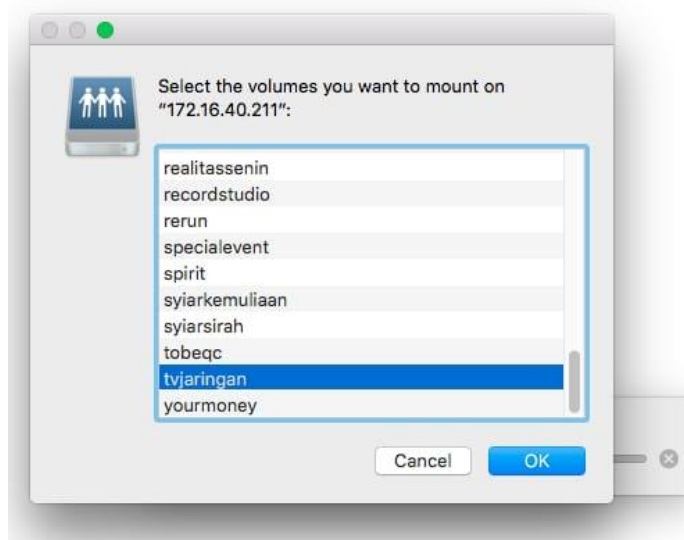 Select the volumes you want to mount on
“172.16.40.211”:
realitassenin
recordstudio
rerun
specialevent
spirit
syiarkemuliaan
syiarsirah
tobeqc
tvjaringan
yourmoney
Cancel
OK